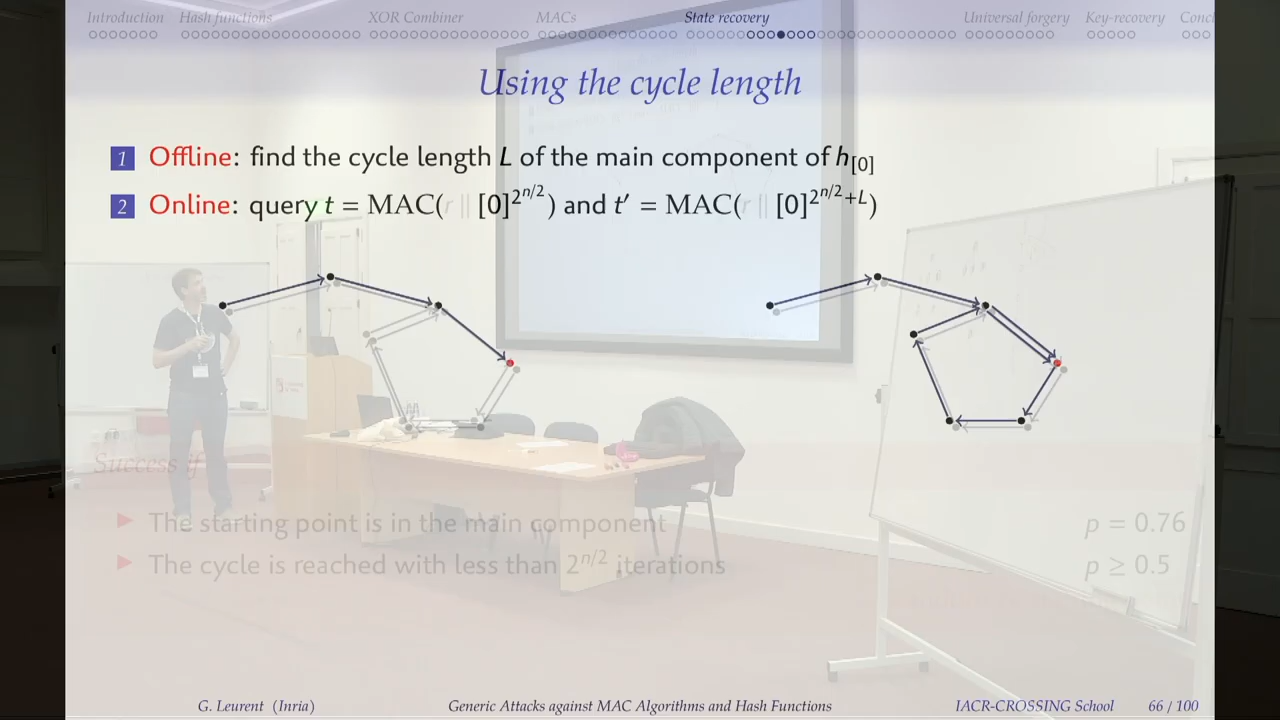 Introduction Hash functions XOR Combiner MACs State recovery Universal forgery Key-recovery Conc
Using the cycle length
1 Offline: find the cycle length L of the main component of h[0]
2 Online: query t = MAC(r ∥ [0]^{2^{n/2}}) and t′ = MAC(r ∥ [0]^{2^{n/2}+L})
Success if
▶ The starting point is in the main component p = 0.76
▶ The cycle is reached with less than 2^{n/2} iterations p ≥ 0.5
G. Leurent (Inria) Generic Attacks against MAC Algorithms and Hash Functions IACR-CROSSING School 66 / 100